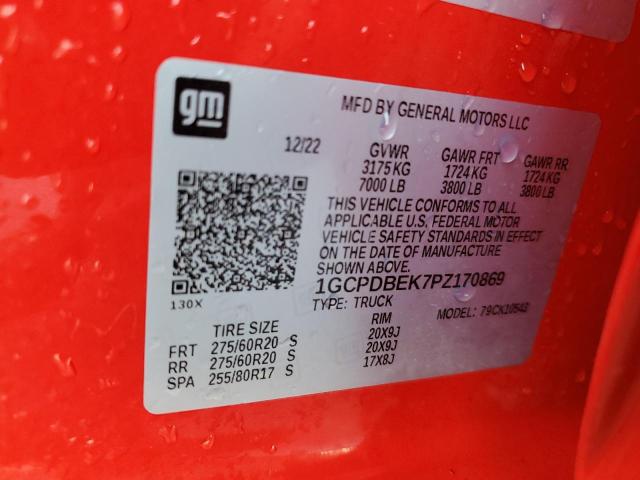 gm
MFD BY GENERAL MOTORS LLC
12/22
GVWR GAWR FRT GAWR RR
3175 KG 1724 KG 1724 KG
7000 LB 3800 LB 3800 LB
THIS VEHICLE CONFORMS TO ALL
APPLICABLE U.S. FEDERAL MOTOR
VEHICLE SAFETY STANDARDS IN EFFECT
ON THE DATE OF MANUFACTURE
SHOWN ABOVE.
1GCPDBEK7PZ170869
130X
TYPE: TRUCK MODEL: 79CK10543
TIRE SIZE RIM
FRT 275/60R20 S 20X9J
RR 275/60R20 S 20X9J
SPA 255/80R17 S 17X8J